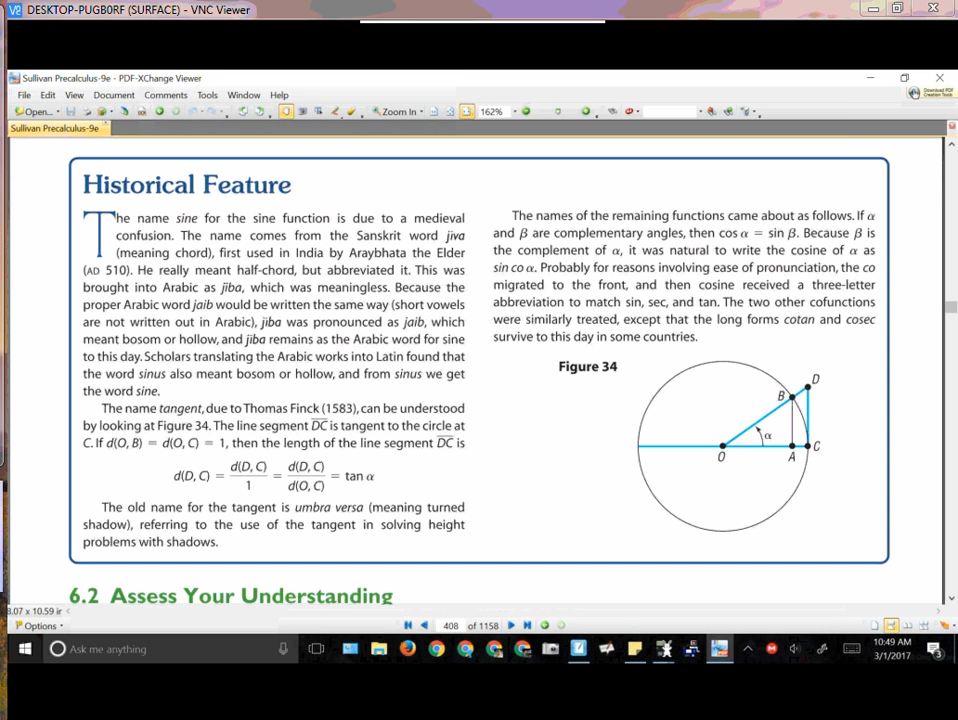 DESKTOP-PUGB0RF (SURFACE) - VNC Viewer
Sullivan Precalculus-9e - PDF-XChange Viewer
File Edit View Document Comments Tools Window Help
Open...
Zoom In
162%
Sullivan Precalculus-9e
Historical Feature
The name sine for the sine function is due to a medieval
confusion. The name comes from the Sanskrit word jiva
(meaning chord), first used in India by Araybhata the Elder
(AD 510). He really meant half-chord, but abbreviated it. This was
brought into Arabic as jiba, which was meaningless. Because the
proper Arabic word jaib would be written the same way (short vowels
are not written out in Arabic), jiba was pronounced as jaib, which
meant bosom or hollow, and jiba remains as the Arabic word for sine
to this day. Scholars translating the Arabic works into Latin found that
the word sinus also meant bosom or hollow, and from sinus we get
the word sine.
The name tangent, due to Thomas Finck (1583), can be understood
by looking at Figure 34. The line segment D̅C̅ is tangent to the circle at
C. If d(O, B) = d(O, C) = 1, then the length of the line segment D̅C̅ is
d(D, C) = d(D, C) / 1 = d(D, C) / d(O, C) = tan α
The old name for the tangent is umbra versa (meaning turned
shadow), referring to the use of the tangent in solving height
problems with shadows.
The names of the remaining functions came about as follows. If α
and β are complementary angles, then cos α = sin β. Because β is
the complement of α, it was natural to write the cosine of α as
sin co α. Probably for reasons involving ease of pronunciation, the co
migrated to the front, and then cosine received a three-letter
abbreviation to match sin, sec, and tan. The two other cofunctions
were similarly treated, except that the long forms cotan and cosec
survive to this day in some countries.
Figure 34
D
B
α
O
A
C
6.2 Assess Your Understanding
8.07 x 10.59 in
Options
408 of 1158
Ask me anything
10:49 AM
3/1/2017
3